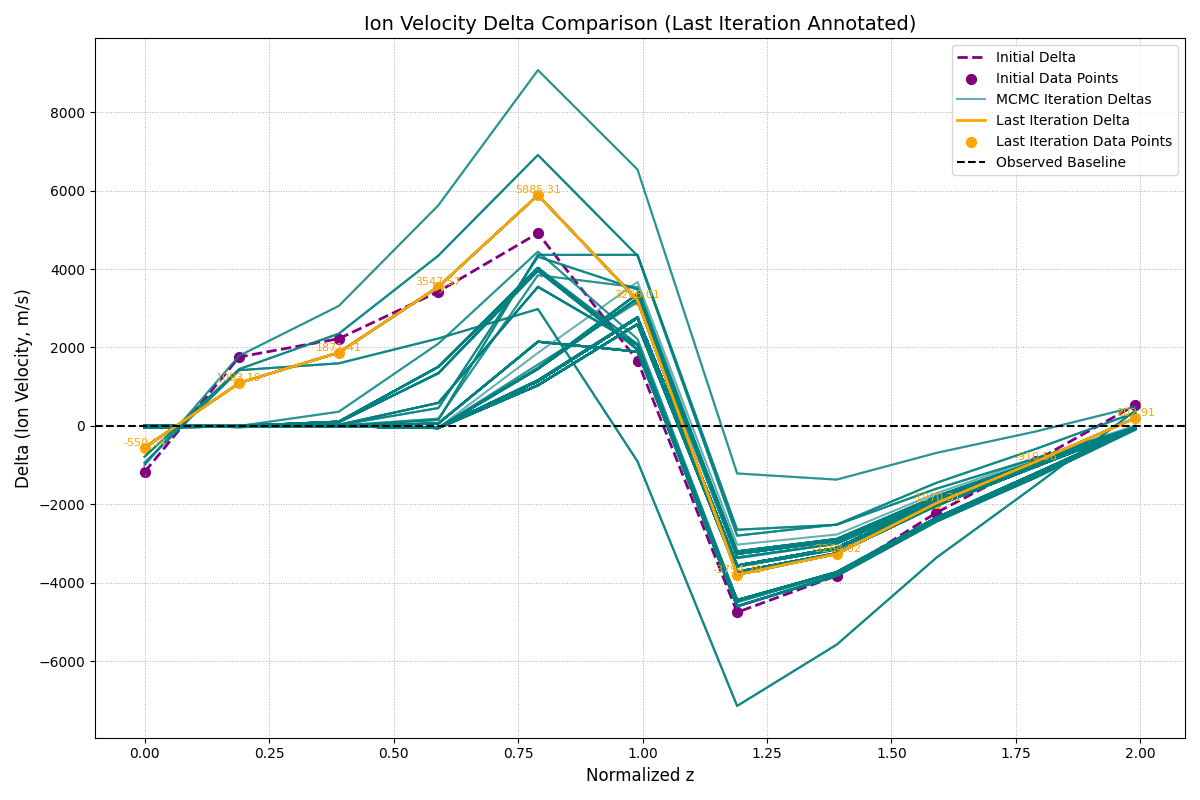 Ion Velocity Delta Comparison (Last Iteration Annotated)
Initial Delta
Initial Data Points
MCMC Iteration Deltas
Last Iteration Delta
Last Iteration Data Points
Observed Baseline
Delta (Ion Velocity, m/s)
8000
6000
4000
2000
0
−2000
−4000
−6000
5885.31
0.00
0.25
0.50
0.75
1.00
1.25
1.50
1.75
2.00
Normalized z